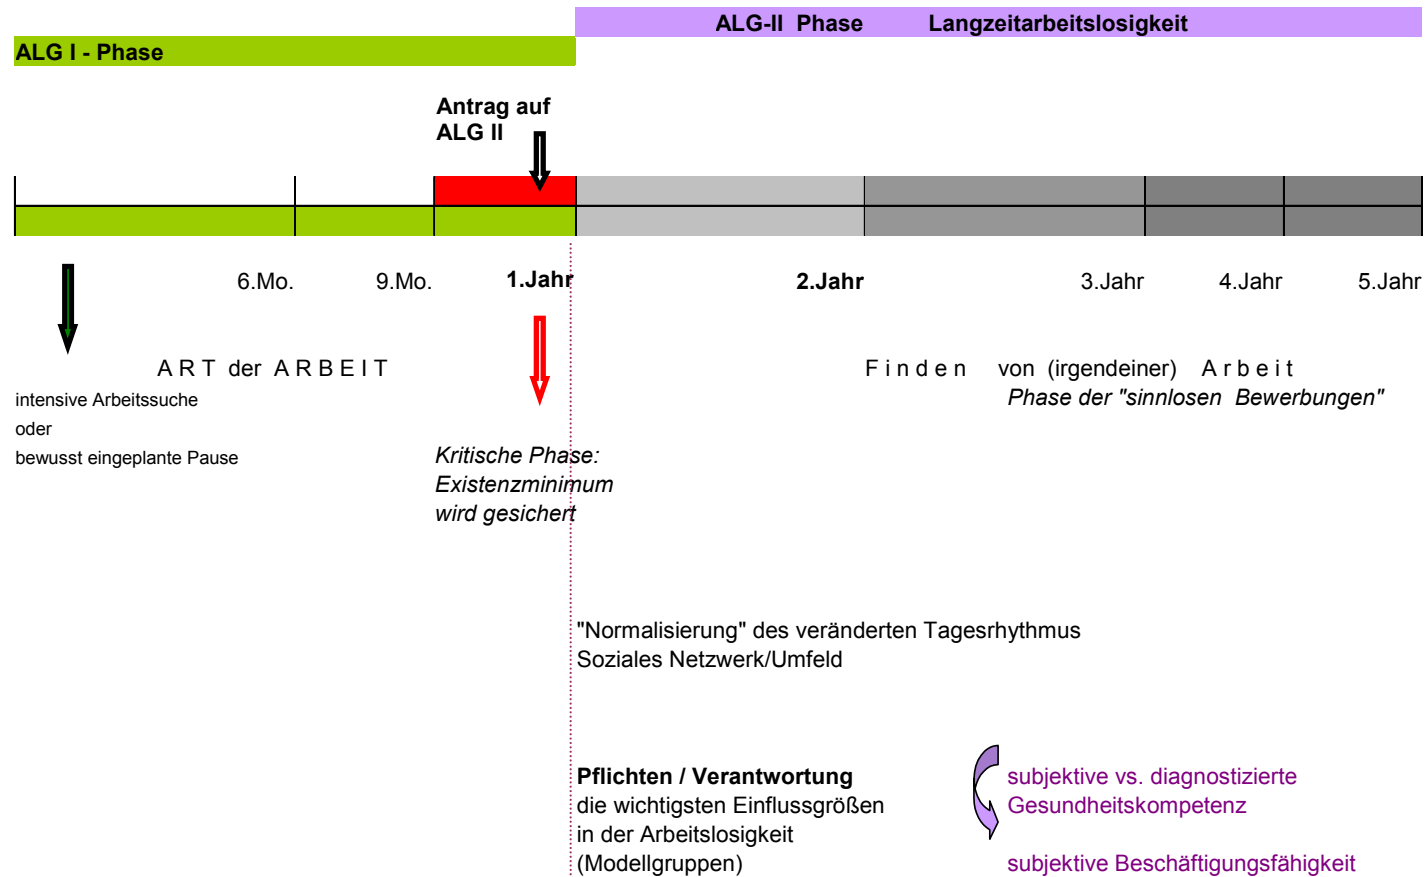 ALG-II Phase Langzeitarbeitslosigkeit
ALG I - Phase
Antrag auf
ALG II
6.Mo. 9.Mo. 1.Jahr 2.Jahr 3.Jahr 4.Jahr 5.Jahr
A R T der A R B E I T
intensive Arbeitssuche
oder
bewusst eingeplante Pause
Kritische Phase:
Existenzminimum
wird gesichert
F i n d e n von (irgendeiner) A r b e i t
Phase der "sinnlosen Bewerbungen"
"Normalisierung" des veränderten Tagesrhythmus
Soziales Netzwerk/Umfeld
Pflichten / Verantwortung
die wichtigsten Einflussgrößen
in der Arbeitslosigkeit
(Modellgruppen)
subjektive vs. diagnostizierte
Gesundheitskompetenz
subjektive Beschäftigungsfähigkeit